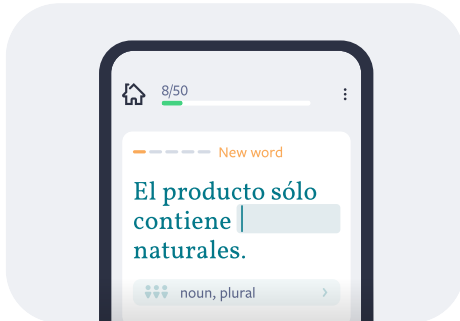 8/50
New word
El producto sólo
contiene
naturales.
noun, plural